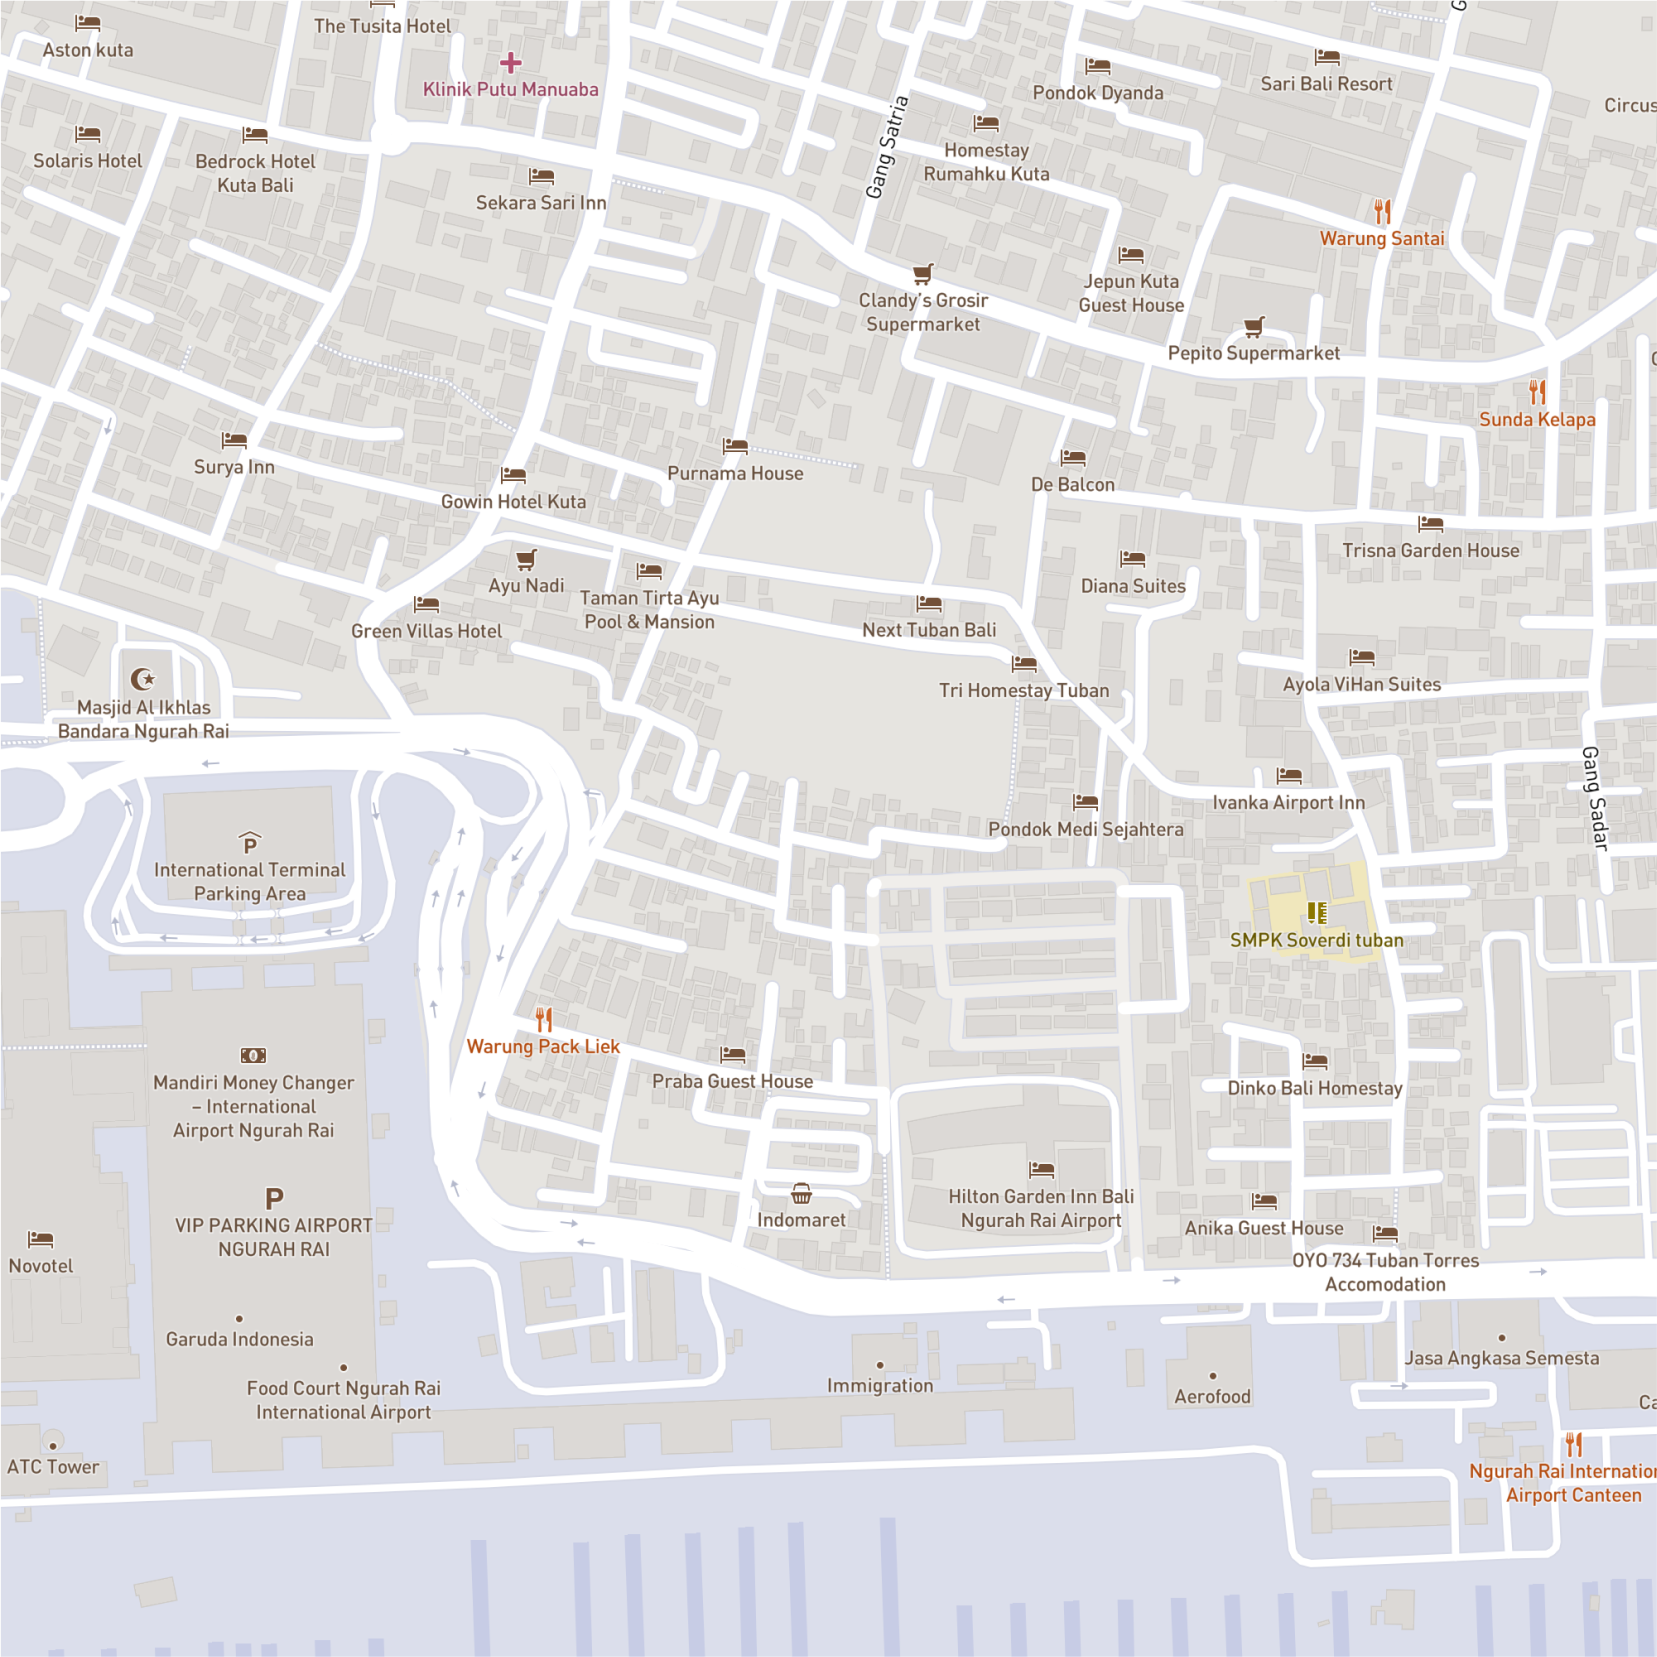 The Tusita Hotel
Aston kuta
Klinik Putu Manuaba
Pondok Dyanda
Sari Bali Resort
Circus
Gang Satria
Solaris Hotel
Bedrock Hotel
Kuta Bali
Sekara Sari Inn
Homestay
Rumahku Kuta
Warung Santai
Jepun Kuta
Guest House
Clandy's Grosir
Supermarket
Pepito Supermarket
Sunda Kelapa
Surya Inn
Purnama House
De Balcon
Gowin Hotel Kuta
Trisna Garden House
Ayu Nadi
Taman Tirta Ayu
Pool & Mansion
Diana Suites
Green Villas Hotel
Next Tuban Bali
Tri Homestay Tuban
Ayola ViHan Suites
Masjid Al Ikhlas
Bandara Ngurah Rai
Gang Sadar
Ivanka Airport Inn
Pondok Medi Sejahtera
P
International Terminal
Parking Area
SMPK Soverdi tuban
Warung Pack Liek
Praba Guest House
Mandiri Money Changer
– International
Airport Ngurah Rai
Dinko Bali Homestay
P
VIP PARKING AIRPORT
NGURAH RAI
Hilton Garden Inn Bali
Ngurah Rai Airport
Indomaret
Anika Guest House
Novotel
OYO 734 Tuban Torres
Accomodation
Garuda Indonesia
Jasa Angkasa Semesta
Food Court Ngurah Rai
International Airport
Immigration
Aerofood
Ca
ATC Tower
Ngurah Rai Internatio
Airport Canteen